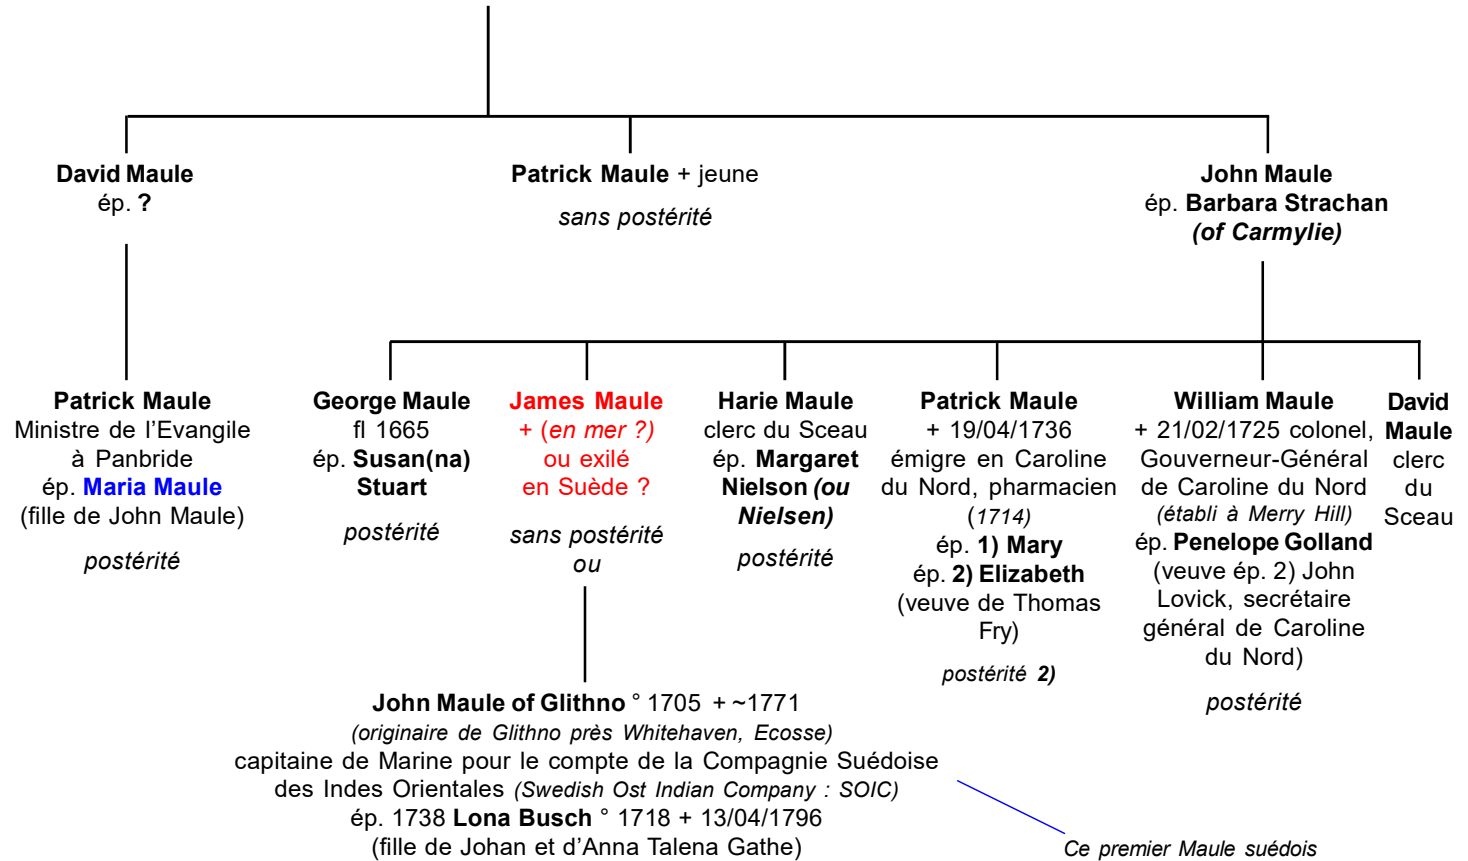 David Maule
ép. ?
Patrick Maule + jeune
sans postérité
John Maule
ép. Barbara Strachan
(of Carmylie)
Patrick Maule
Ministre de l’Evangile
à Panbride
ép. Maria Maule
(fille de John Maule)
postérité
George Maule
fl 1665
ép. Susan(na)
Stuart
postérité
James Maule
+ (en mer ?)
ou exilé
en Suède ?
sans postérité
ou
Harie Maule
clerc du Sceau
ép. Margaret
Nielson (ou
Nielsen)
postérité
Patrick Maule
+ 19/04/1736
émigre en Caroline
du Nord, pharmacien
(1714)
ép. 1) Mary
ép. 2) Elizabeth
(veuve de Thomas
Fry)
postérité 2)
William Maule
+ 21/02/1725 colonel,
Gouverneur-Général
de Caroline du Nord
(établi à Merry Hill)
ép. Penelope Golland
(veuve ép. 2) John
Lovick, secrétaire
général de Caroline
du Nord)
postérité
David
Maule
clerc
du
Sceau
John Maule of Glithno ° 1705 + ~1771
(originaire de Glithno près Whitehaven, Ecosse)
capitaine de Marine pour le compte de la Compagnie Suédoise
des Indes Orientales (Swedish Ost Indian Company : SOIC)
ép. 1738 Lona Busch ° 1718 + 13/04/1796
(fille de Johan et d’Anna Talena Gathe)
Ce premier Maule suédois